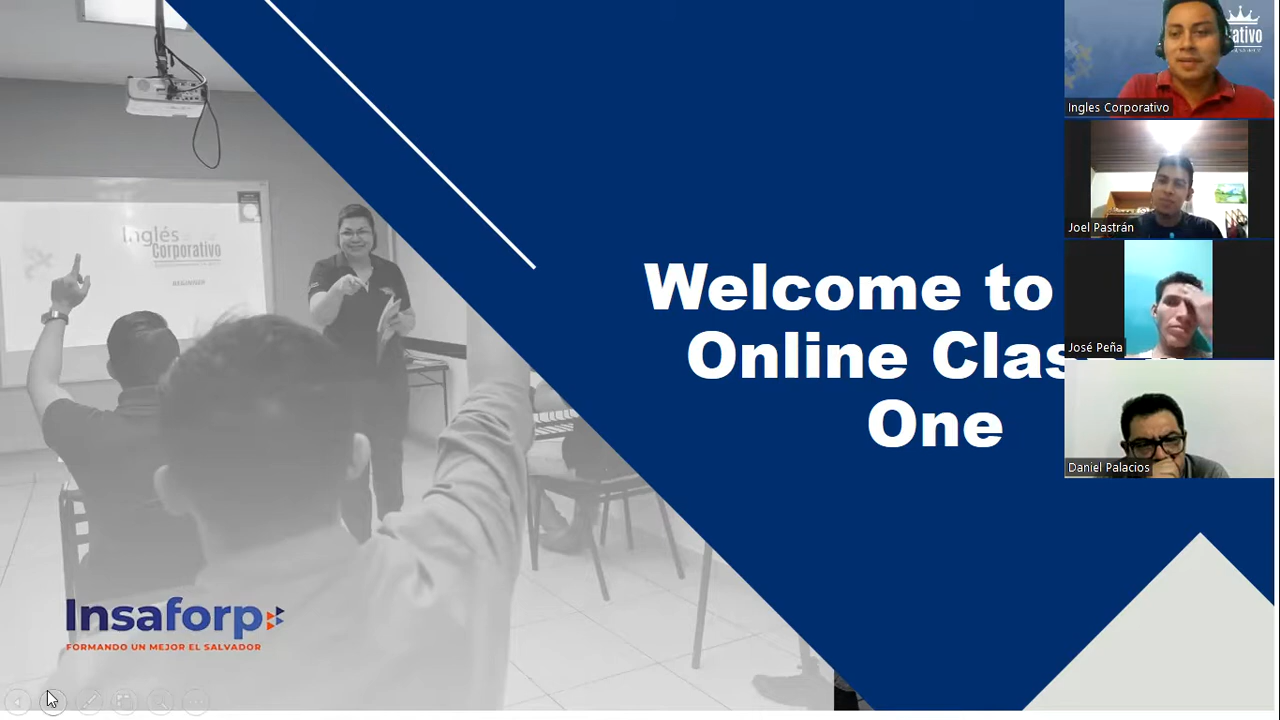 Inglés
Corporativo
BEGINNER
Welcome to
Online Clas
One
Insaforp
FORMANDO UN MEJOR EL SALVADOR
ativo
Ingles Corporativo
Joel Pastrán
José Peña
Daniel Palacios